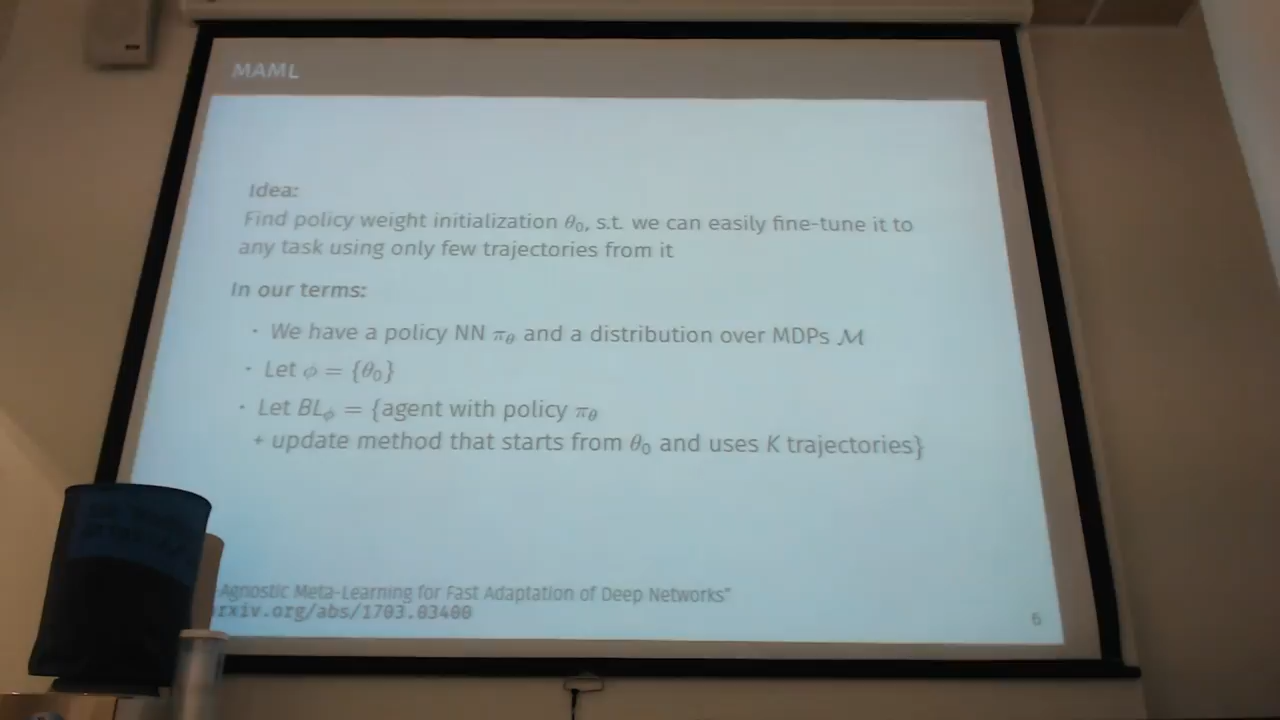 MAML
Idea:
Find policy weight initialization θ₀, s.t. we can easily fine-tune it to
any task using only few trajectories from it
In our terms:
· We have a policy NN π_θ and a distribution over MDPs ℳ
· Let ϕ = {θ₀}
· Let BL_ϕ = {agent with policy π_θ
+ update method that starts from θ₀ and uses K trajectories}
Agnostic Meta-Learning for Fast Adaptation of Deep Networks"
rxiv.org/abs/1703.03400
6